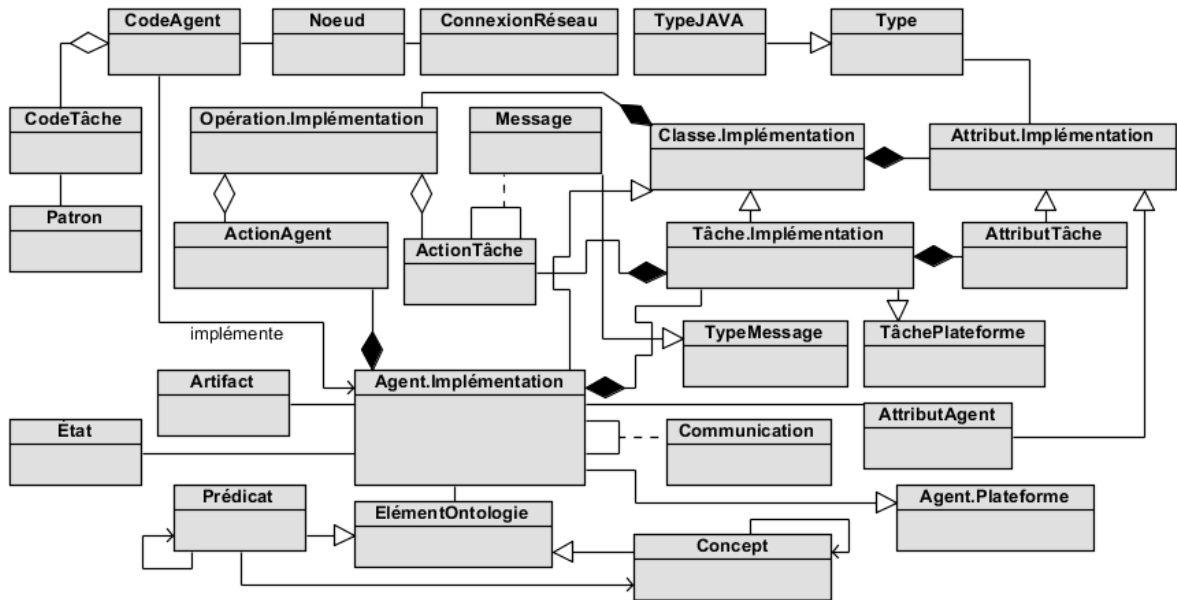 CodeAgent
Noeud
ConnexionRéseau
TypeJAVA
Type
CodeTâche
Opération.Implémentation
Message
Classe.Implémentation
Attribut.Implémentation
Patron
ActionAgent
ActionTâche
Tâche.Implémentation
AttributTâche
implémente
TypeMessage
TâchePlateforme
Artifact
Agent.Implémentation
AttributAgent
État
Communication
Prédicat
ElémentOntologie
Agent.Plateforme
Concept